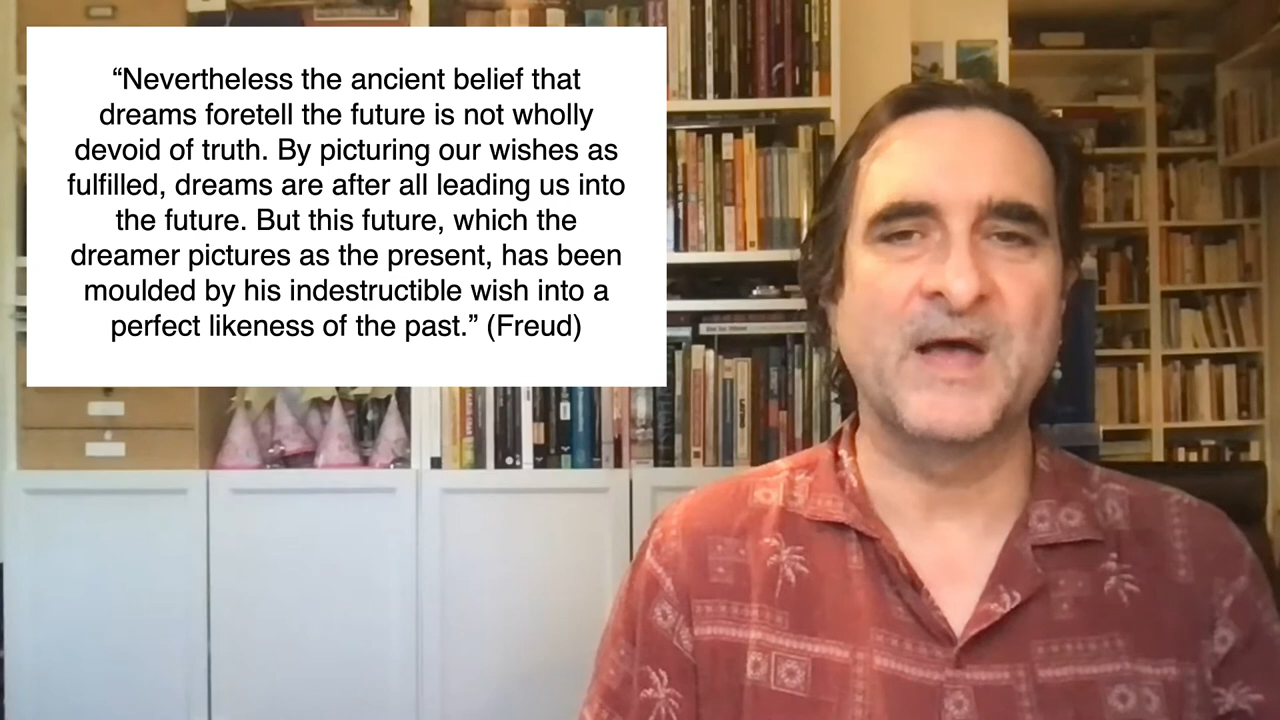 “Nevertheless the ancient belief that
dreams foretell the future is not wholly
devoid of truth. By picturing our wishes as
fulfilled, dreams are after all leading us into
the future. But this future, which the
dreamer pictures as the present, has been
moulded by his indestructible wish into a
perfect likeness of the past.” (Freud)